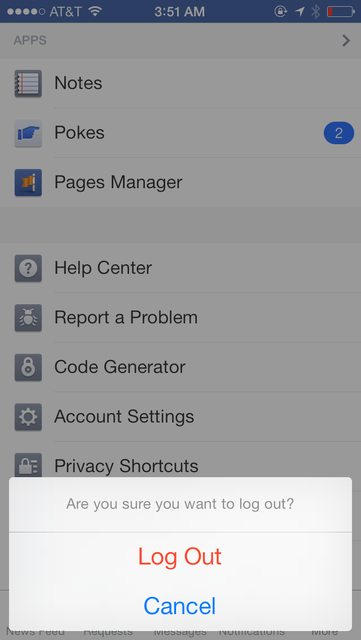 AT&T 3:51 AM
APPS
Notes
Pokes 2
Pages Manager
Help Center
Report a Problem
Code Generator
Account Settings
Privacy Shortcuts
Are you sure you want to log out?
Log Out
Cancel
News Feed Requests Messages Notifications More